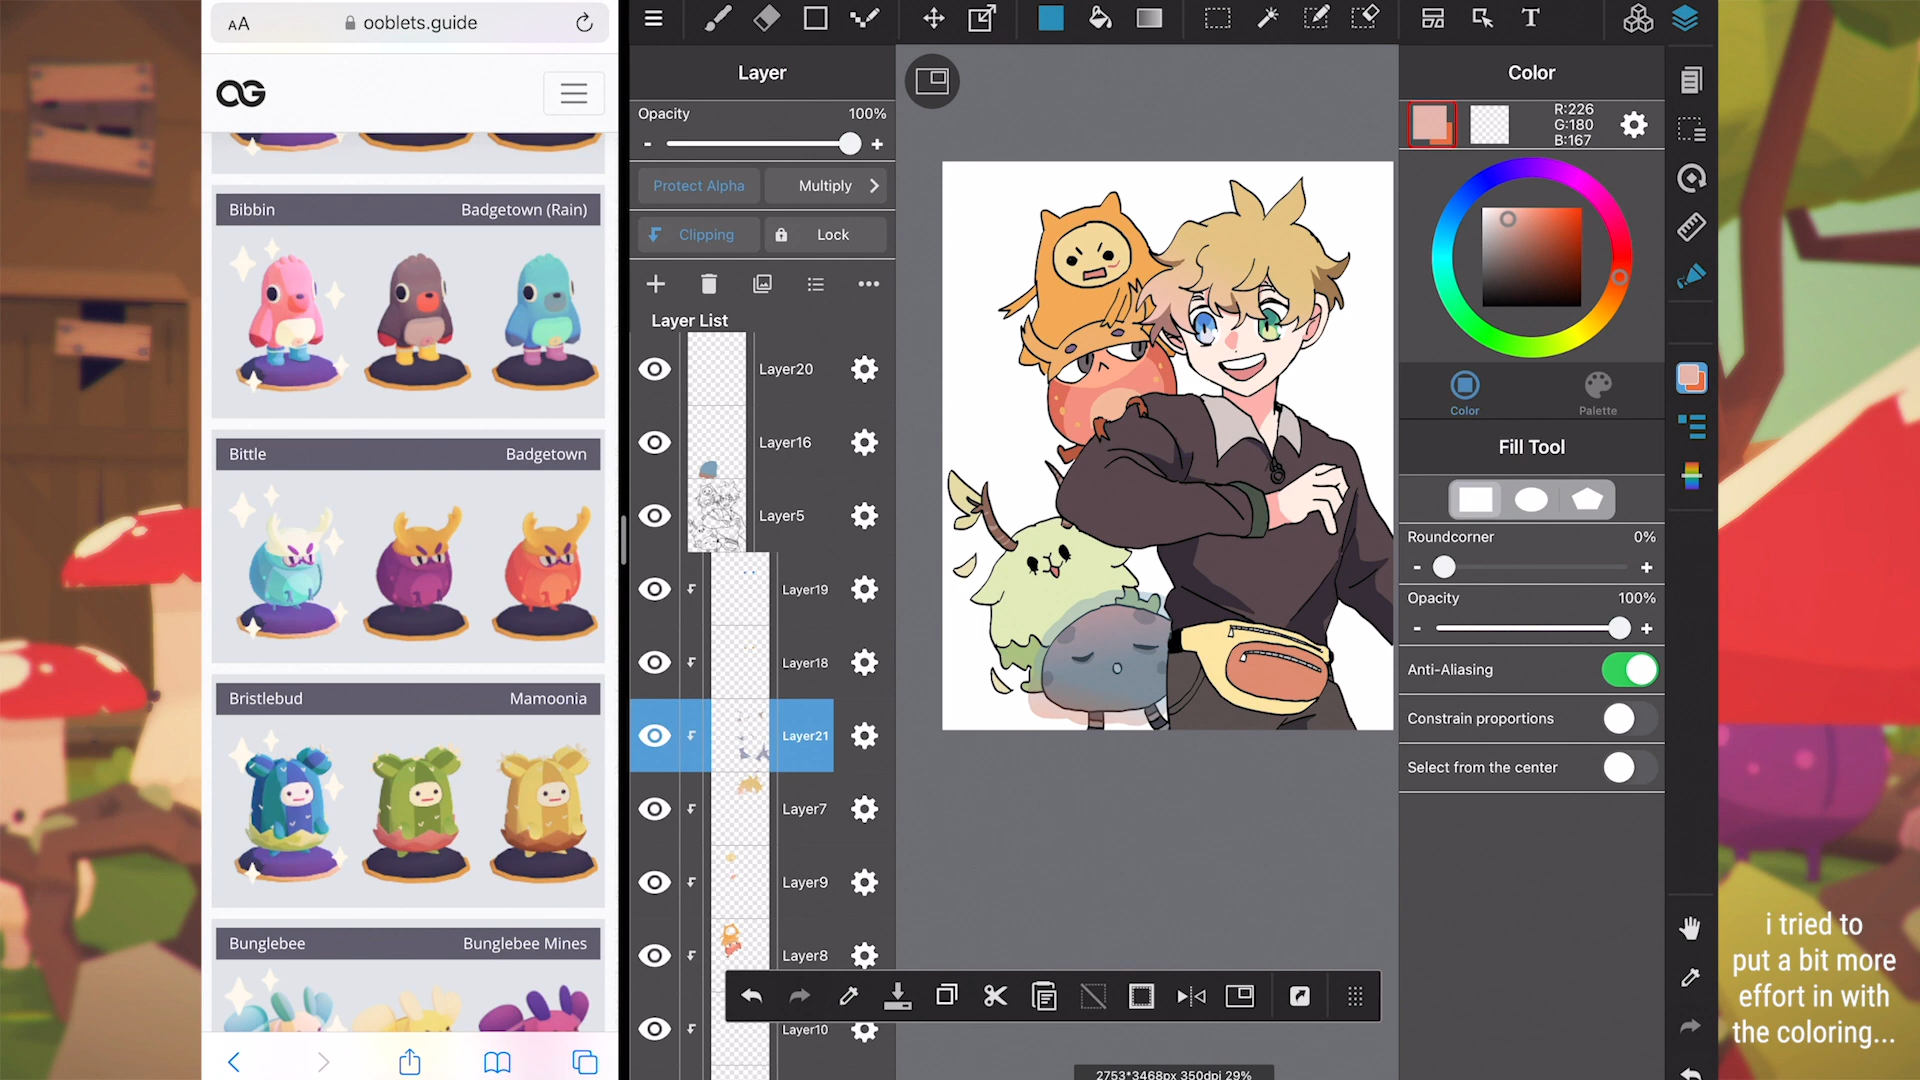 AA
ooblets.guide
OG
Bibbin
Badgetown (Rain)
Bittle
Badgetown
Bristlebud
Mamoonia
Bunglebee
Bunglebee Mines
Layer
Opacity
100%
-
+
Protect Alpha
Multiply
Clipping
Lock
Layer List
Layer20
Layer16
Layer5
Layer19
Layer18
Layer21
Layer7
Layer9
Layer8
Layer10
T
2753*3468px 350dpi 29%
Color
R:226
G:180
B:167
Color
Palette
Fill Tool
Roundcorner
0%
-
+
Opacity
100%
-
+
Anti-Aliasing
Constrain proportions
Select from the center
i tried to
put a bit more
effort in with
the coloring...